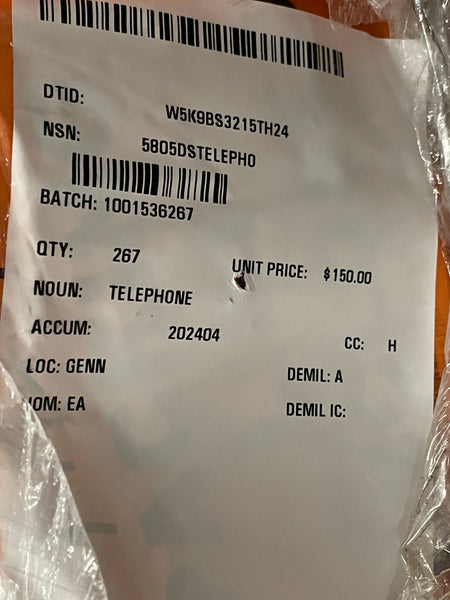 DTID: W5K9BS3215TH24
NSN: 5805DSTELEPHO
BATCH: 1001536267
QTY: 267 UNIT PRICE: $150.00
NOUN: TELEPHONE
ACCUM: 202404 CC: H
LOC: GENN DEMIL: A
UOM: EA DEMIL IC: